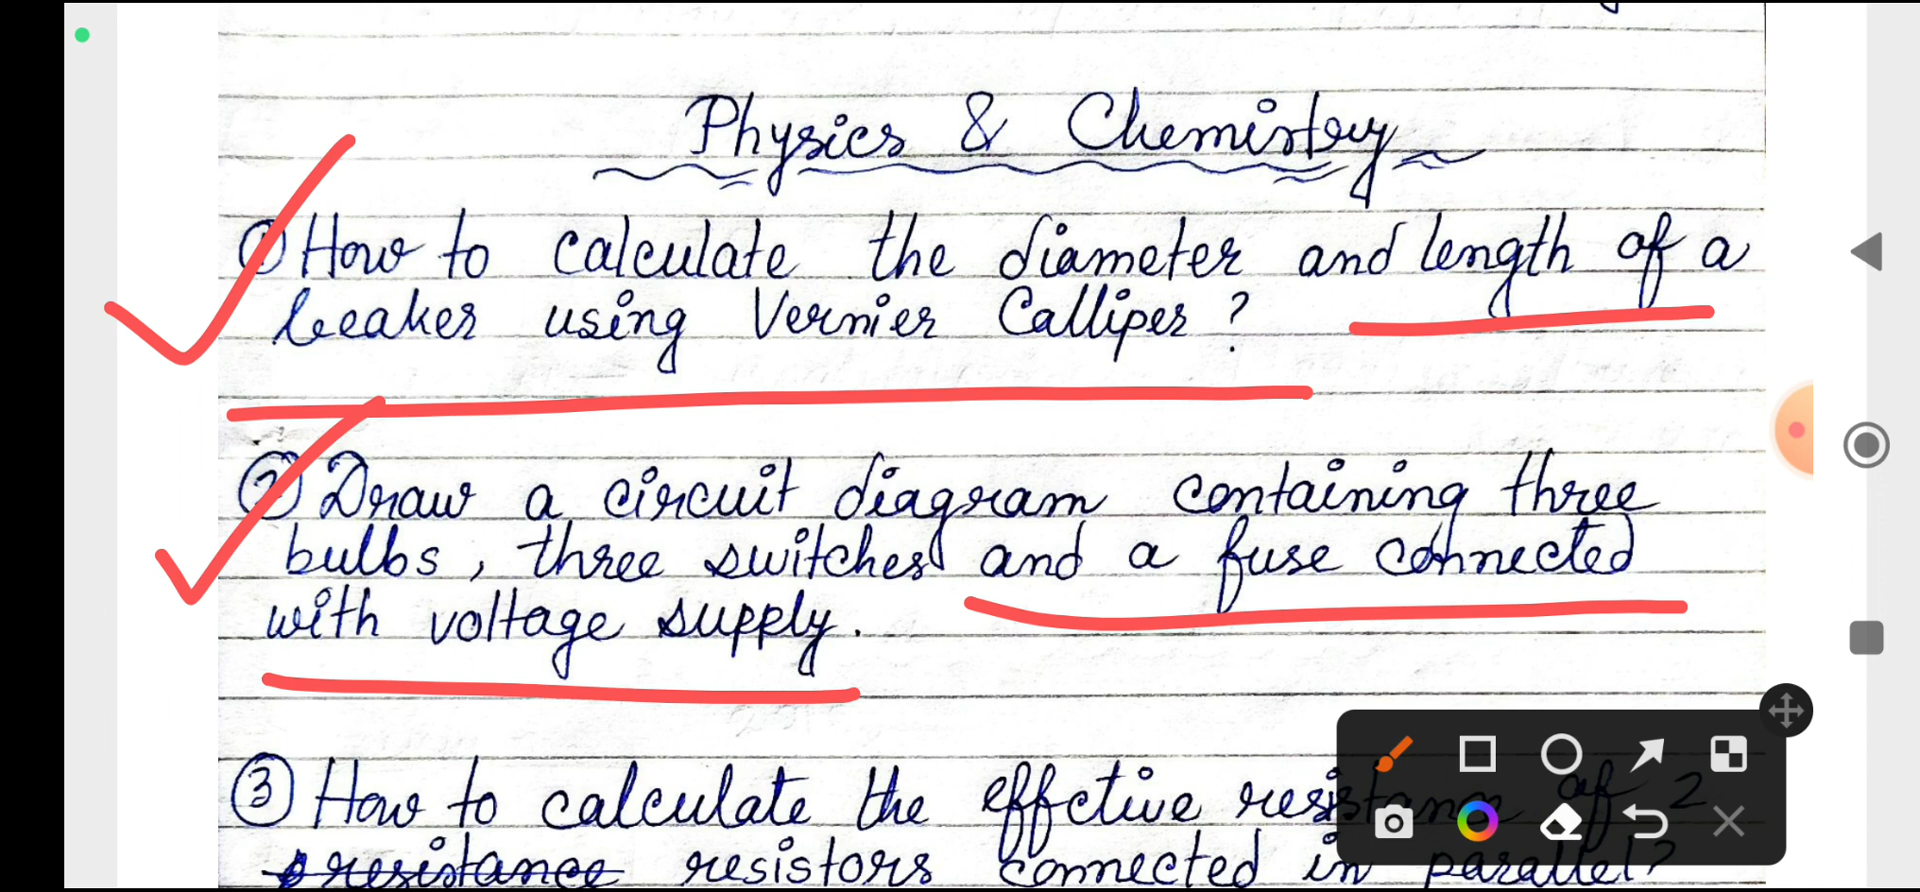 Physics & Chemistry
① How to calculate the diameter and length of a
beaker using Vernier Calliper ?
② Draw a circuit diagram containing three
bulbs, three switches and a fuse connected
with voltage supply.
③ How to calculate the effective resistance of 2
resistance resistors connected in parallel?